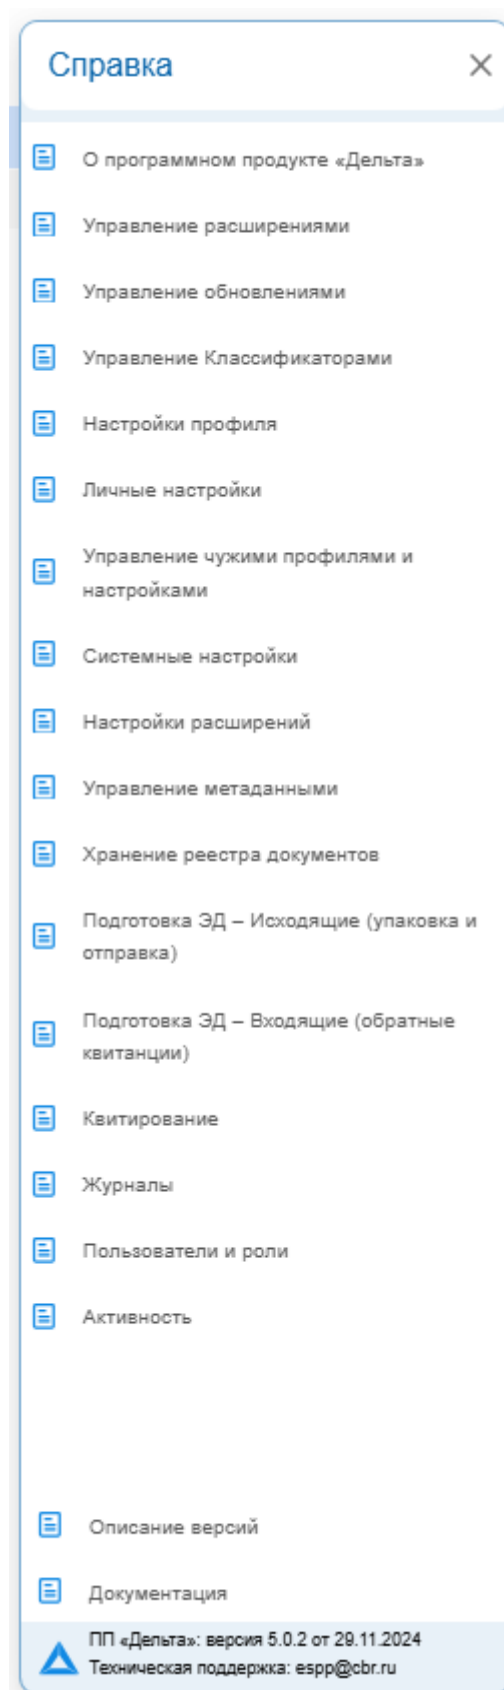 Справка
О программном продукте «Дельта»
Управление расширениями
Управление обновлениями
Управление Классификаторами
Настройки профиля
Личные настройки
Управление чужими профилями и
настройками
Системные настройки
Настройки расширений
Управление метаданными
Хранение реестра документов
Подготовка ЭД – Исходящие (упаковка и
отправка)
Подготовка ЭД – Входящие (обратные
квитанции)
Квитирование
Журналы
Пользователи и роли
Активность
Описание версий
Документация
ПП «Дельта»: версия 5.0.2 от 29.11.2024
Техническая поддержка: espp@cbr.ru